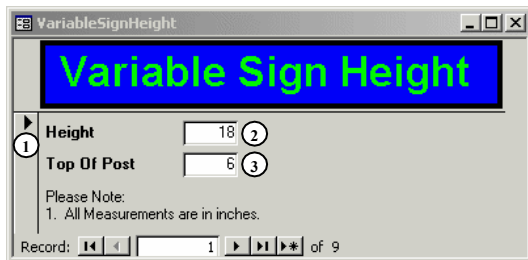 VariableSignHeight
Variable Sign Height
1
Height 18 2
Top Of Post 6 3
Please Note:
1. All Measurements are in inches.
Record: 1 of 9